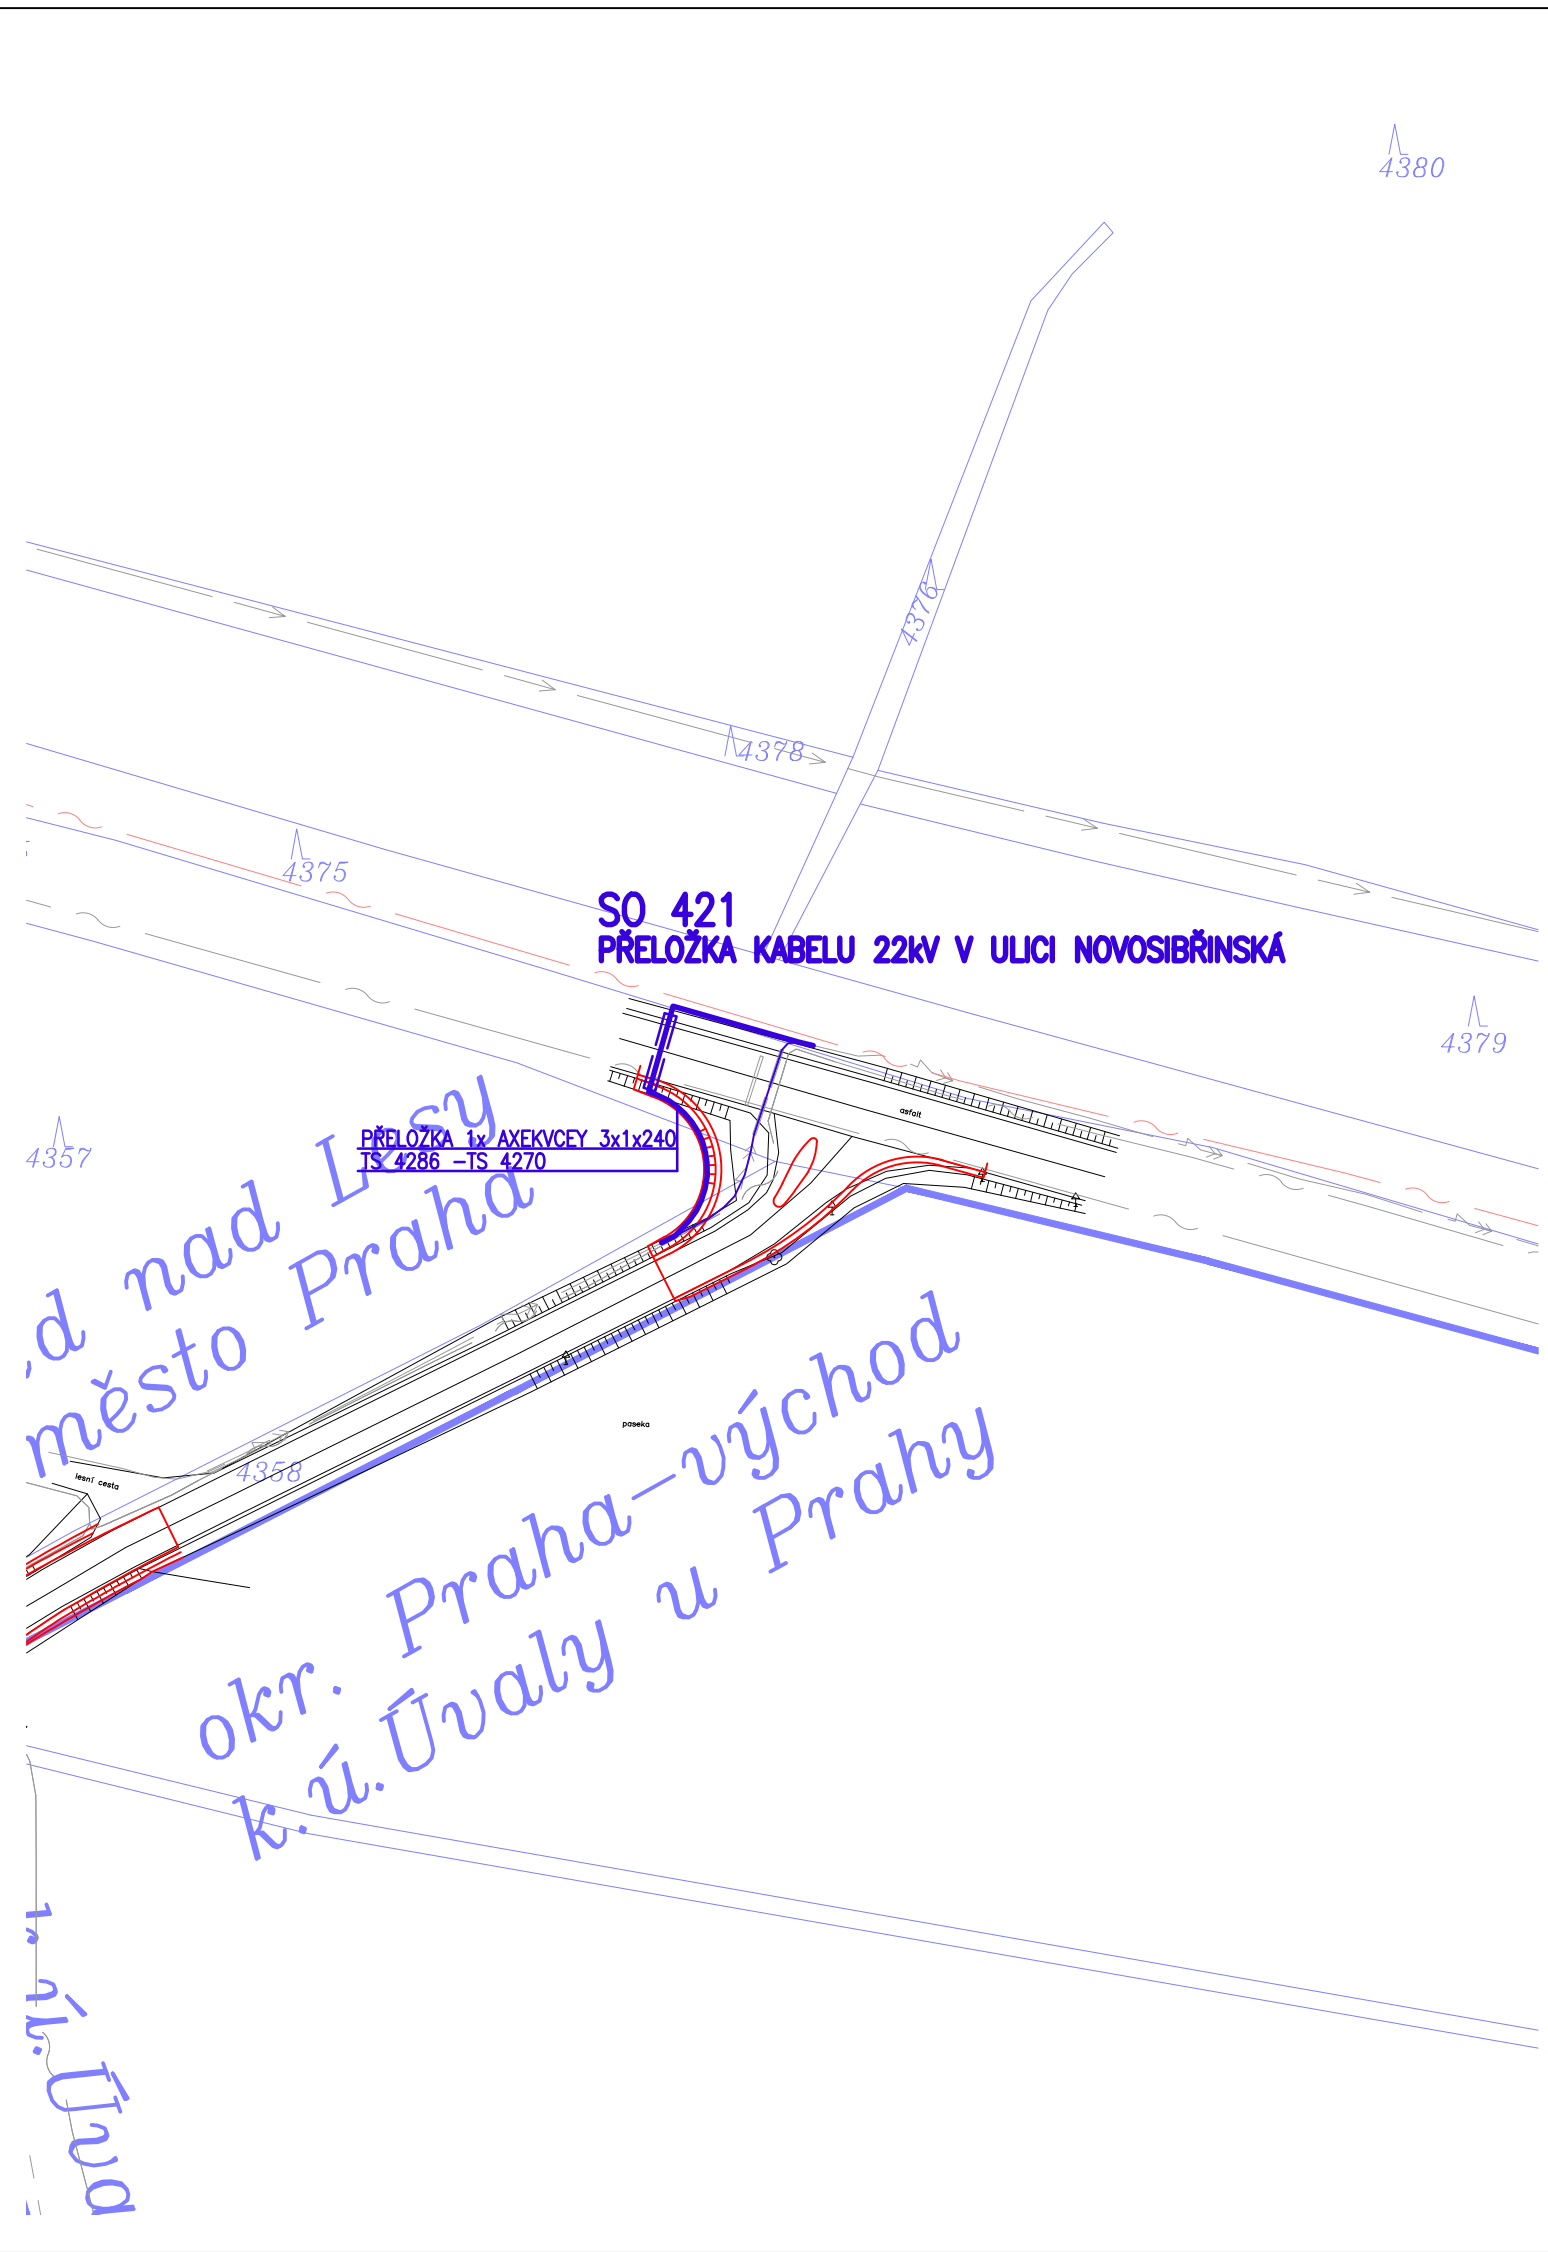 4380
4376
4378
4375
SO 421
PŘELOŽKA KABELU 22kV V ULICI NOVOSIBŘINSKÁ
4379
asfalt
PŘELOŽKA 1x AXEKVCEY 3x1x240
TS 4286 –TS 4270
4357
d nad Lesy
město Praha
paseka
4358
lesní cesta
okr. Praha–východ
k.ú.Úvaly u Prahy